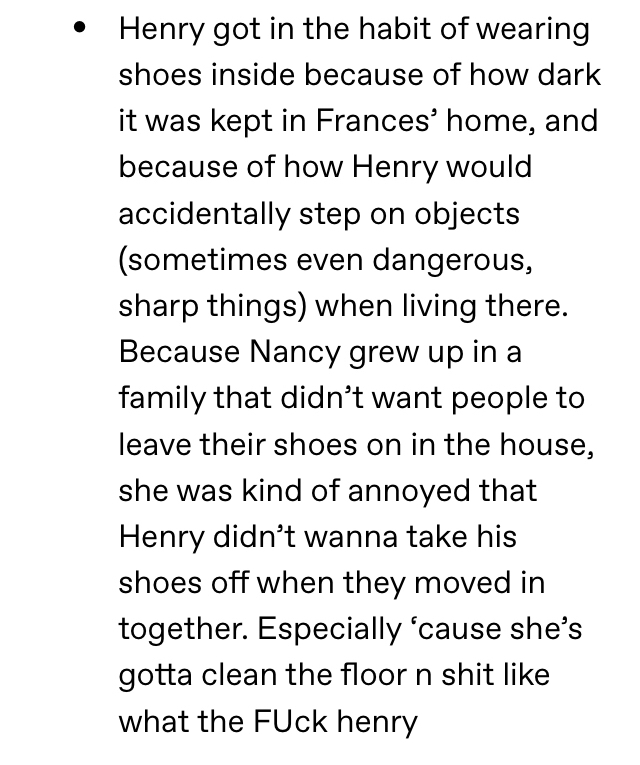 • Henry got in the habit of wearing
shoes inside because of how dark
it was kept in Frances’ home, and
because of how Henry would
accidentally step on objects
(sometimes even dangerous,
sharp things) when living there.
Because Nancy grew up in a
family that didn’t want people to
leave their shoes on in the house,
she was kind of annoyed that
Henry didn’t wanna take his
shoes off when they moved in
together. Especially ‘cause she’s
gotta clean the floor n shit like
what the FUck henry